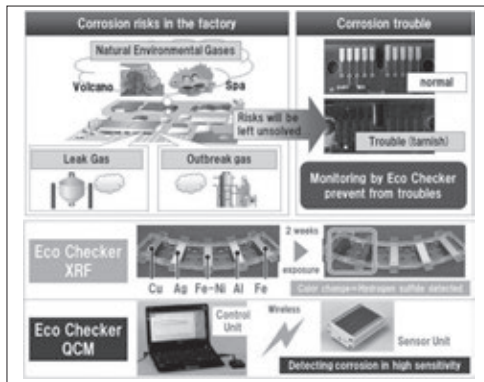 Corrosion risks in the factory
Natural Environmental Gases
Volcano
Spa
Risks will be
left unsolved
Leak Gas
Outbreak gas
Corrosion trouble
normal
Trouble (tarnish)
Monitoring by Eco Checker
prevent from troubles
Eco Checker
XRF
Cu Ag Fe-Ni Al Fe
2 weeks
exposure
Color change=Hydrogen sulfide detected
Eco Checker
QCM
Control
Unit
Wireless
Sensor Unit
Detecting corrosion in high sensitivity